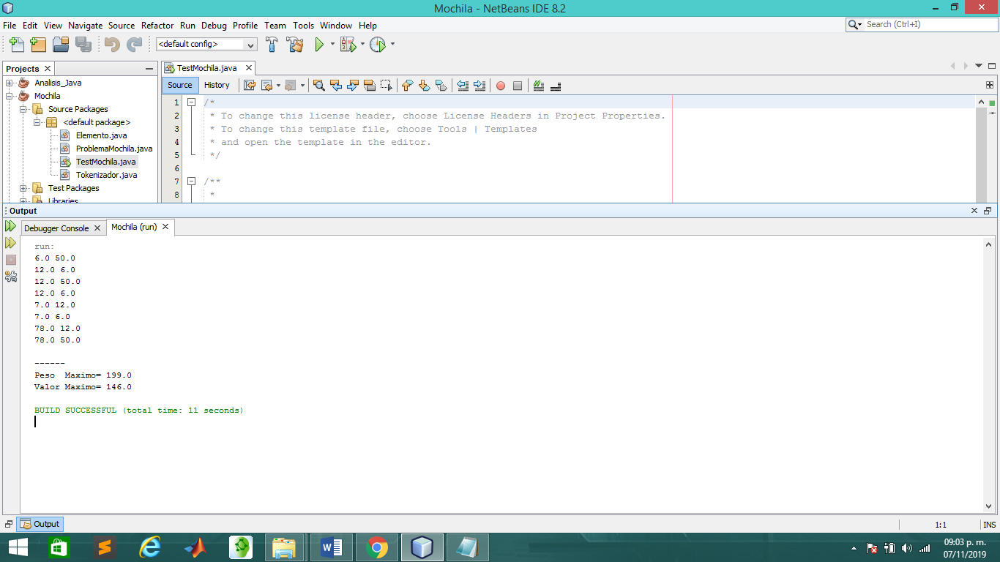 Mochila - NetBeans IDE 8.2
File Edit View Navigate Source Refactor Run Debug Profile Team Tools Window Help
Search (Ctrl+I)
<default config>
Projects
Analisis_Java
Mochila
Source Packages
<default package>
Elemento.java
ProblemaMochila.java
TestMochila.java
Tokenizador.java
Test Packages
Libraries
TestMochila.java
Source History
1 /*
2 * To change this license header, choose License Headers in Project Properties.
3 * To change this template file, choose Tools | Templates
4 * and open the template in the editor.
5 */
6
7 /**
8 *
Output
Debugger Console
Mochila (run)
run:
6.0 50.0
12.0 6.0
12.0 50.0
12.0 6.0
7.0 12.0
7.0 6.0
78.0 12.0
78.0 50.0
------
Peso  Maximo= 199.0
Valor Maximo= 146.0
BUILD SUCCESSFUL (total time: 11 seconds)
Output
1:1
INS
09:03 p. m.
07/11/2019